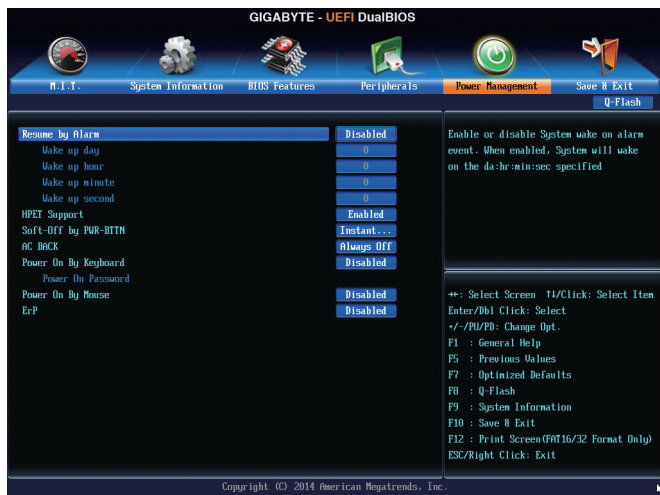 GIGABYTE - UEFI DualBIOS
M.I.T. System Information BIOS Features Peripherals Power Management Save & Exit
Q-Flash
Resume by Alarm Disabled
Wake up day 0
Wake up hour 0
Wake up minute 0
Wake up second 0
HPET Support Enabled
Soft-Off by PWR-BTTN Instant...
AC BACK Always Off
Power On By Keyboard Disabled
Power On Password
Power On By Mouse Disabled
ErP Disabled
Enable or disable System wake on alarm
event. When enabled, System will wake
on the da:hr:min:sec specified
→←: Select Screen ↑↓/Click: Select Item
Enter/Dbl Click: Select
+/-/PU/PD: Change Opt.
F1 : General Help
F5 : Previous Values
F7 : Optimized Defaults
F8 : Q-Flash
F9 : System Information
F10 : Save & Exit
F12 : Print Screen(FAT16/32 Format Only)
ESC/Right Click: Exit
Copyright (C) 2014 American Megatrends, Inc.